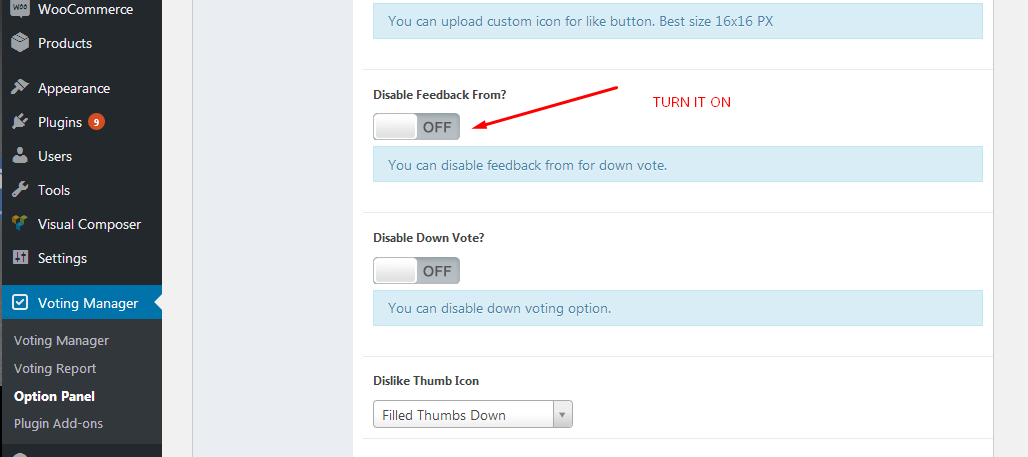 WooCommerce
Products
Appearance
Plugins 9
Users
Tools
Visual Composer
Settings
Voting Manager
Voting Manager
Voting Report
Option Panel
Plugin Add-ons
You can upload custom icon for like button. Best size 16x16 PX
Disable Feedback From?
TURN IT ON
OFF
You can disable feedback from for down vote.
Disable Down Vote?
OFF
You can disable down voting option.
Dislike Thumb Icon
Filled Thumbs Down